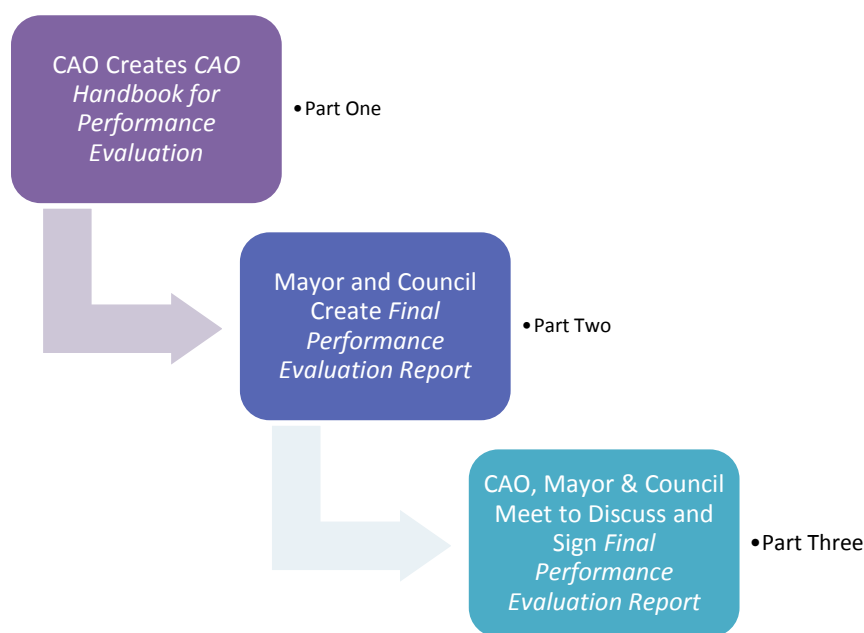 CAO Creates CAO
Handbook for
Performance
Evaluation
•Part One
Mayor and Council
Create Final
Performance
Evaluation Report
•Part Two
CAO, Mayor & Council
Meet to Discuss and
Sign Final
Performance
Evaluation Report
•Part Three